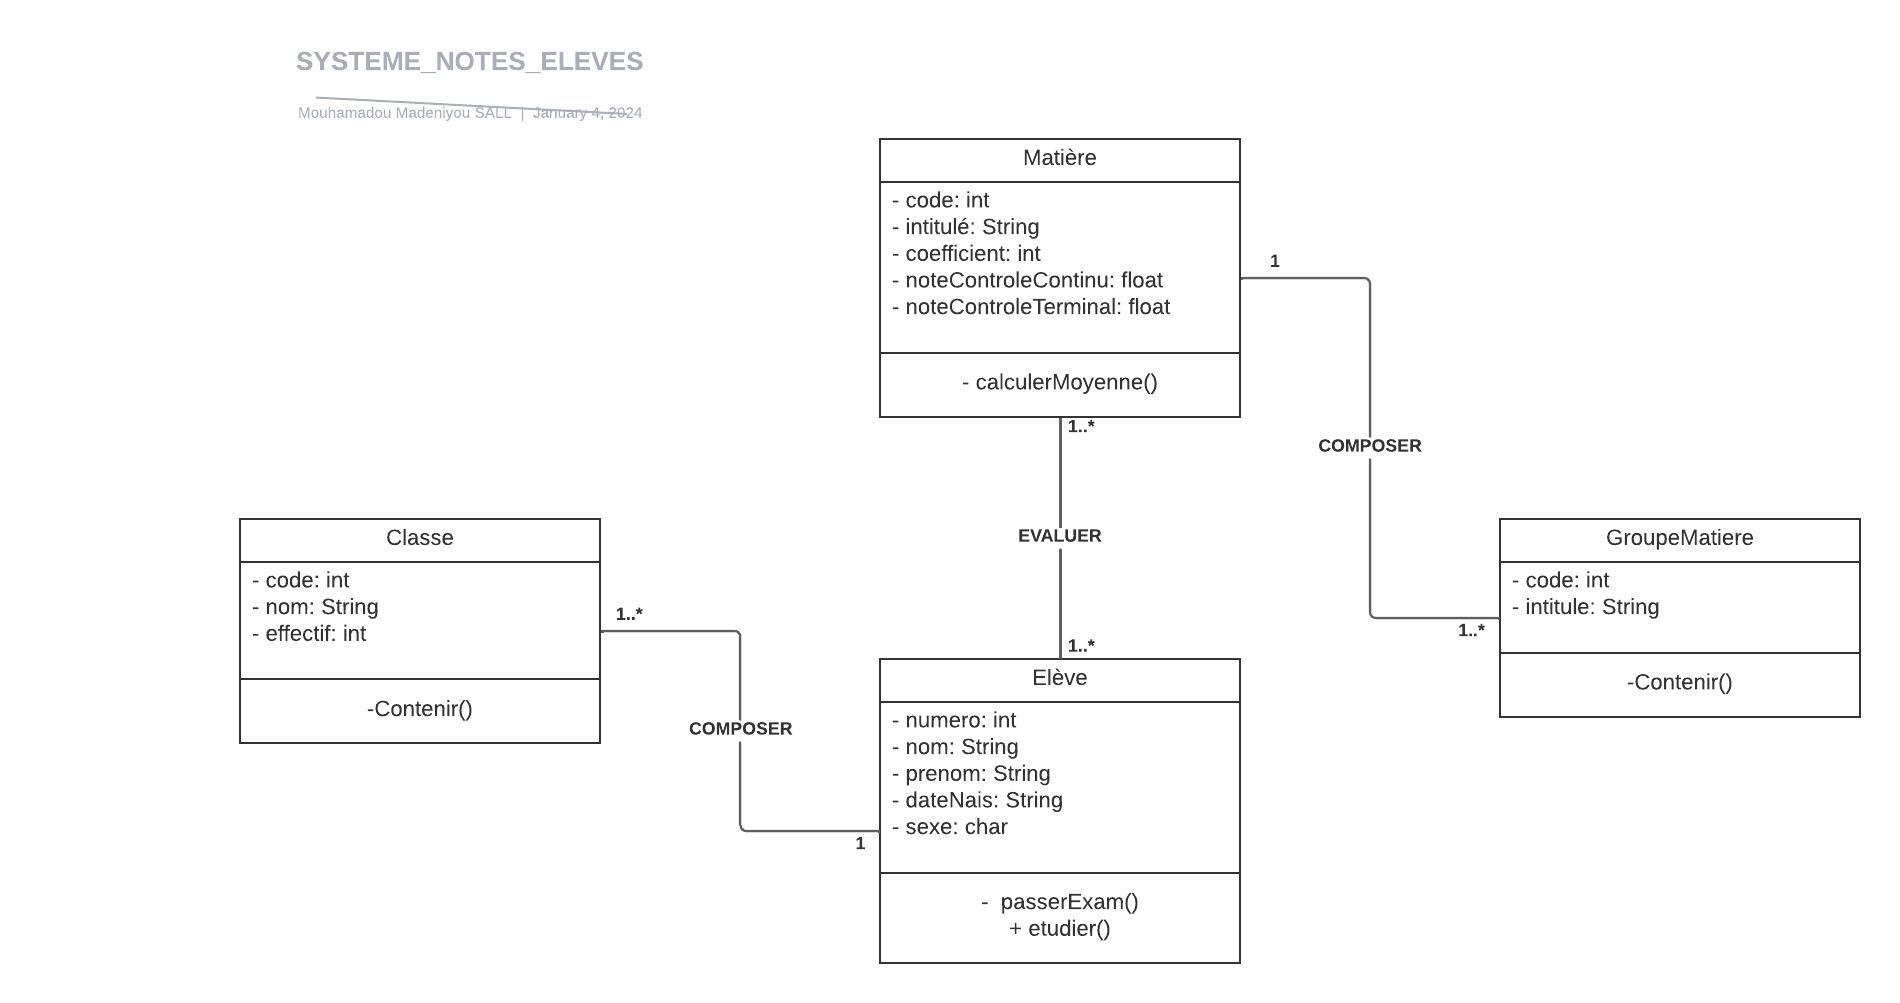 SYSTEME_NOTES_ELEVES
Mouhamadou Madeniyou SALL | January 4, 2024
Matière
- code: int
- intitulé: String
- coefficient: int
- noteControleContinu: float
- noteControleTerminal: float
- calculerMoyenne()
1
1..*
COMPOSER
EVALUER
Classe
- code: int
- nom: String
- effectif: int
-Contenir()
GroupeMatiere
- code: int
- intitule: String
-Contenir()
1..*
1..*
1..*
COMPOSER
1
Elève
- numero: int
- nom: String
- prenom: String
- dateNais: String
- sexe: char
- passerExam()
+ etudier()